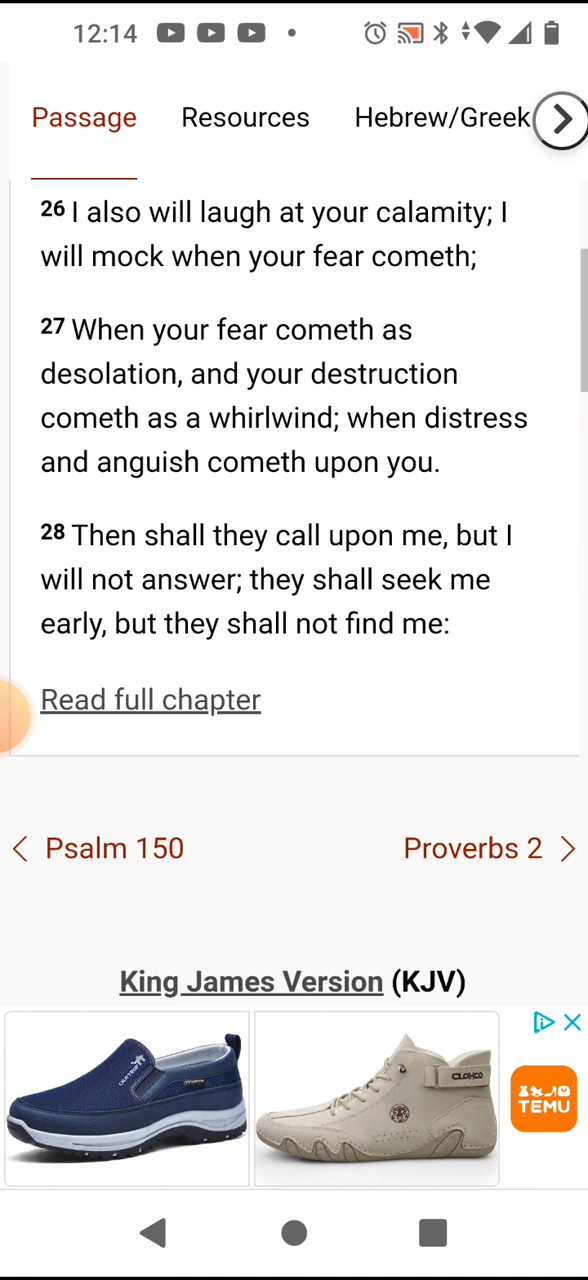 12:14
Passage Resources Hebrew/Greek
26 I also will laugh at your calamity; I
will mock when your fear cometh;
27 When your fear cometh as
desolation, and your destruction
cometh as a whirlwind; when distress
and anguish cometh upon you.
28 Then shall they call upon me, but I
will not answer; they shall seek me
early, but they shall not find me:
Read full chapter
Psalm 150 Proverbs 2
King James Version (KJV)
CLOHOO
TEMU